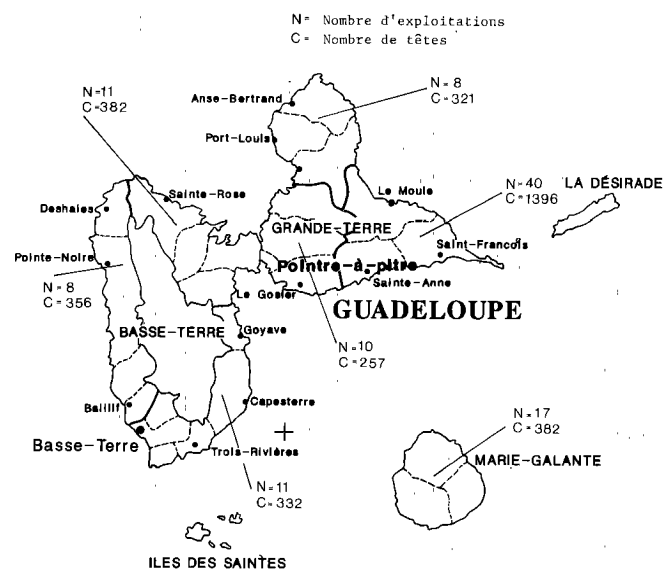 N= Nombre d'exploitations
C= Nombre de têtes
N=11
C=382
Anse-Bertrand
N=8
C=321
Port-Louis
Sainte-Rose
Le Moule
N=40
C=1396
LA DÉSIRADE
Deshaies
GRANDE-TERRE
Saint-François
Pointe-Noire
Pointre-à-pitre
Sainte-Anne
N=8
C=356
Le Gosier
GUADELOUPE
BASSE-TERRE
Goyave
N=10
C=257
Baillif
Capesterre
N=17
C=382
Basse-Terre
Trois-Rivières
MARIE-GALANTE
N=11
C=332
ILES DES SAINTES